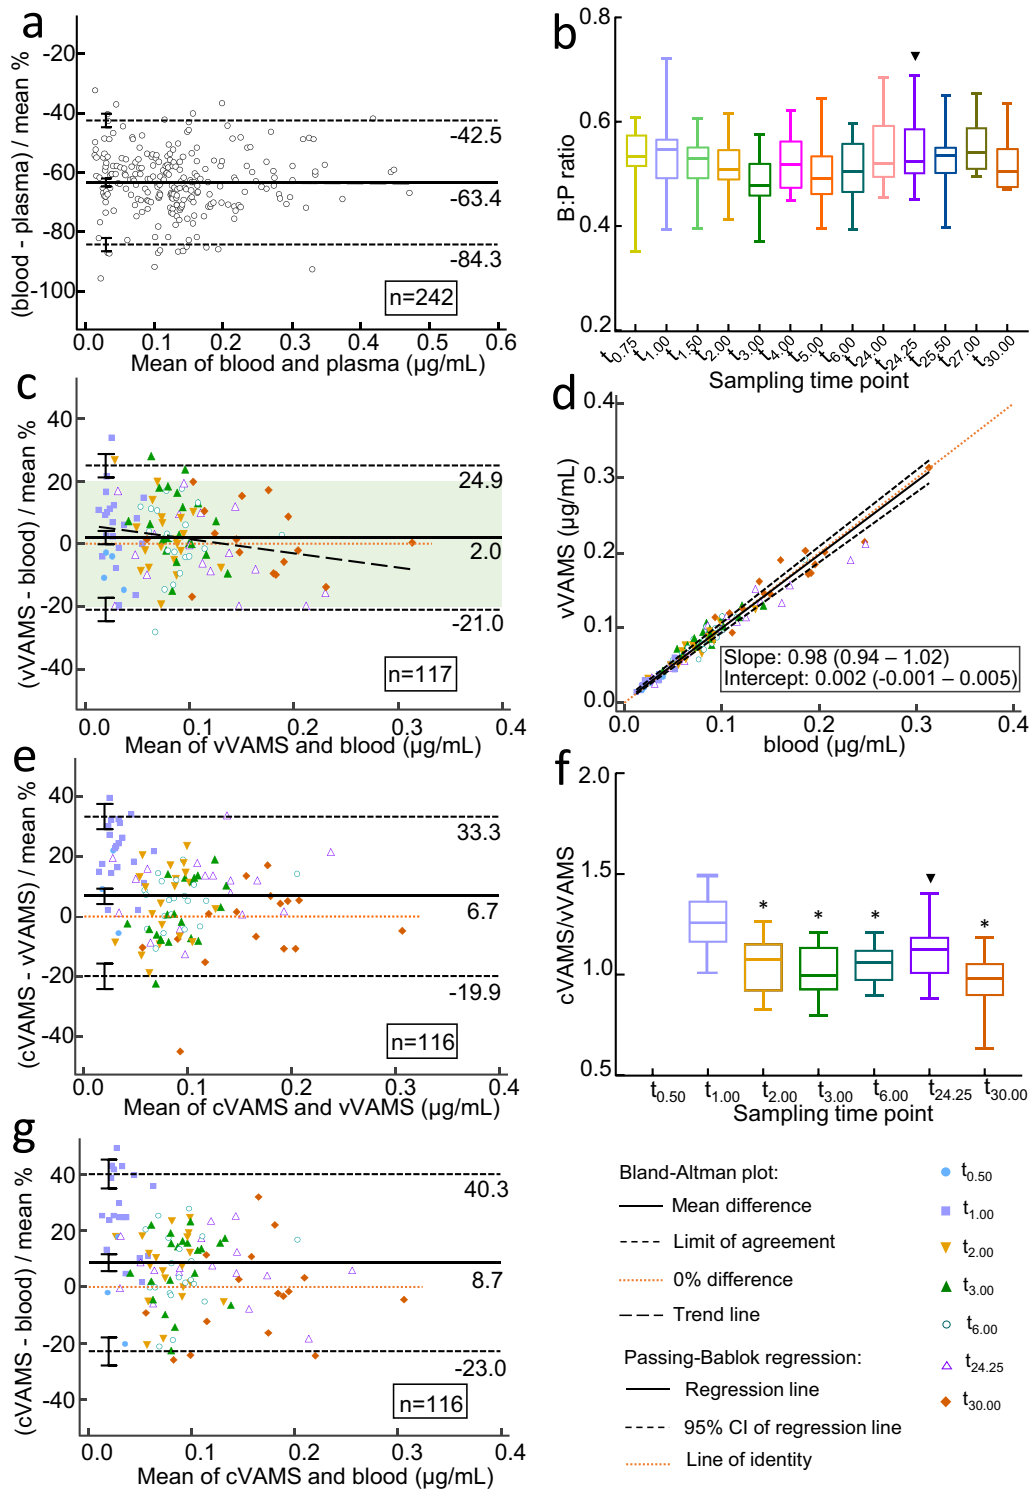 a
(blood - plasma) / mean %
-20
-40
-60
-80
-100
-42.5
-63.4
-84.3
n=242
0.0 0.1 0.2 0.3 0.4 0.5 0.6
Mean of blood and plasma (µg/mL)
b
B:P ratio
0.8
0.6
0.4
0.2
▼
t0.75 t1.00 t1.50 t2.00 t3.00 t4.00 t5.00 t6.00 t24.00 t24.25 t25.50 t27.00 t30.00
Sampling time point
c
(vVAMS - blood) / mean %
40
20
0
-20
-40
24.9
2.0
-21.0
n=117
0.0 0.1 0.2 0.3 0.4
Mean of vVAMS and blood (µg/mL)
d
vVAMS (µg/mL)
0.4
0.3
0.2
0.1
0.0
Slope: 0.98 (0.94 – 1.02)
Intercept: 0.002 (-0.001 – 0.005)
0.0 0.1 0.2 0.3 0.4
blood (µg/mL)
e
(cVAMS - vVAMS) / mean %
40
20
0
-20
-40
33.3
6.7
-19.9
n=116
0.0 0.1 0.2 0.3 0.4
Mean of cVAMS and vVAMS (µg/mL)
f
cVAMS/vVAMS
2.0
1.5
1.0
0.5
* * * ▼ *
t0.50 t1.00 t2.00 t3.00 t6.00 t24.25 t30.00
Sampling time point
g
(cVAMS - blood) / mean %
40
20
0
-20
-40
40.3
8.7
-23.0
n=116
0.0 0.1 0.2 0.3 0.4
Mean of cVAMS and blood (µg/mL)
Bland-Altman plot:
Mean difference
Limit of agreement
0% difference
Trend line
Passing-Bablok regression:
Regression line
95% CI of regression line
Line of identity
t0.50
t1.00
t2.00
t3.00
t6.00
t24.25
t30.00